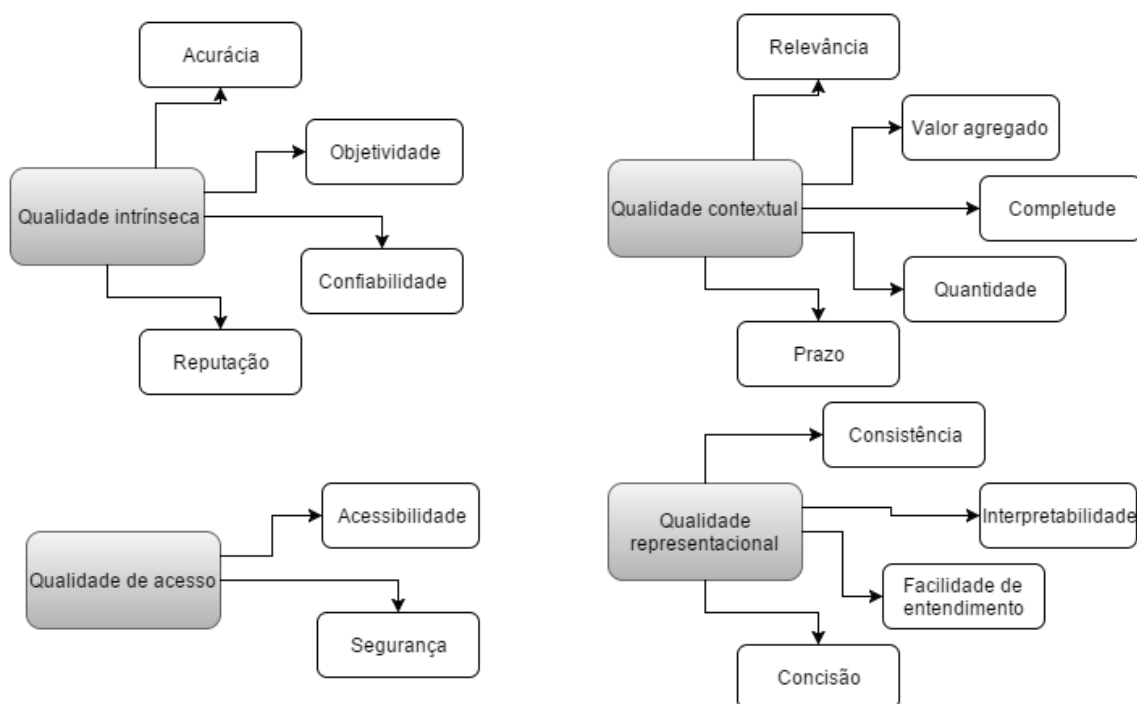 Acurácia
Objetividade
Qualidade intrínseca
Confiabilidade
Reputação
Relevância
Valor agregado
Qualidade contextual
Completude
Quantidade
Prazo
Acessibilidade
Qualidade de acesso
Segurança
Consistência
Interpretabilidade
Qualidade
representacional
Facilidade de
entendimento
Concisão